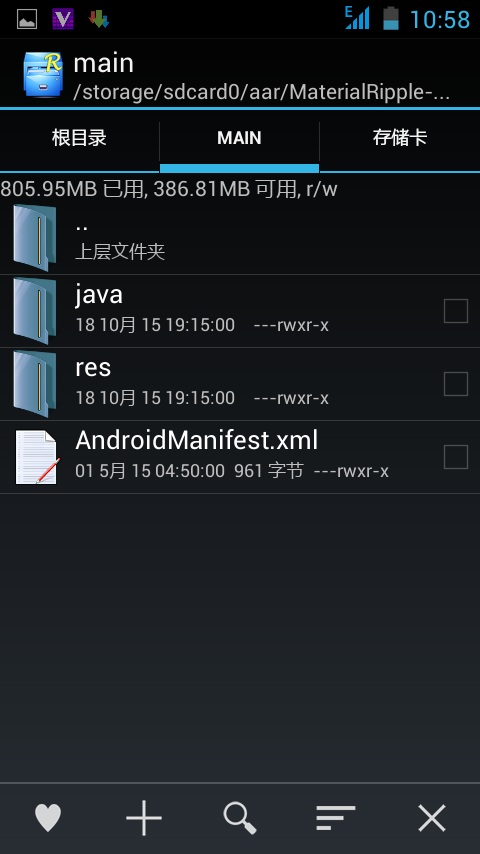 E 10:58
main
/storage/sdcard0/aar/MaterialRipple-...
根目录 MAIN 存储卡
805.95MB 已用, 386.81MB 可用, r/w
..
上层文件夹
java
18 10月 15 19:15:00 ---rwxr-x
res
18 10月 15 19:15:00 ---rwxr-x
AndroidManifest.xml
01 5月 15 04:50:00 961 字节 ---rwxr-x